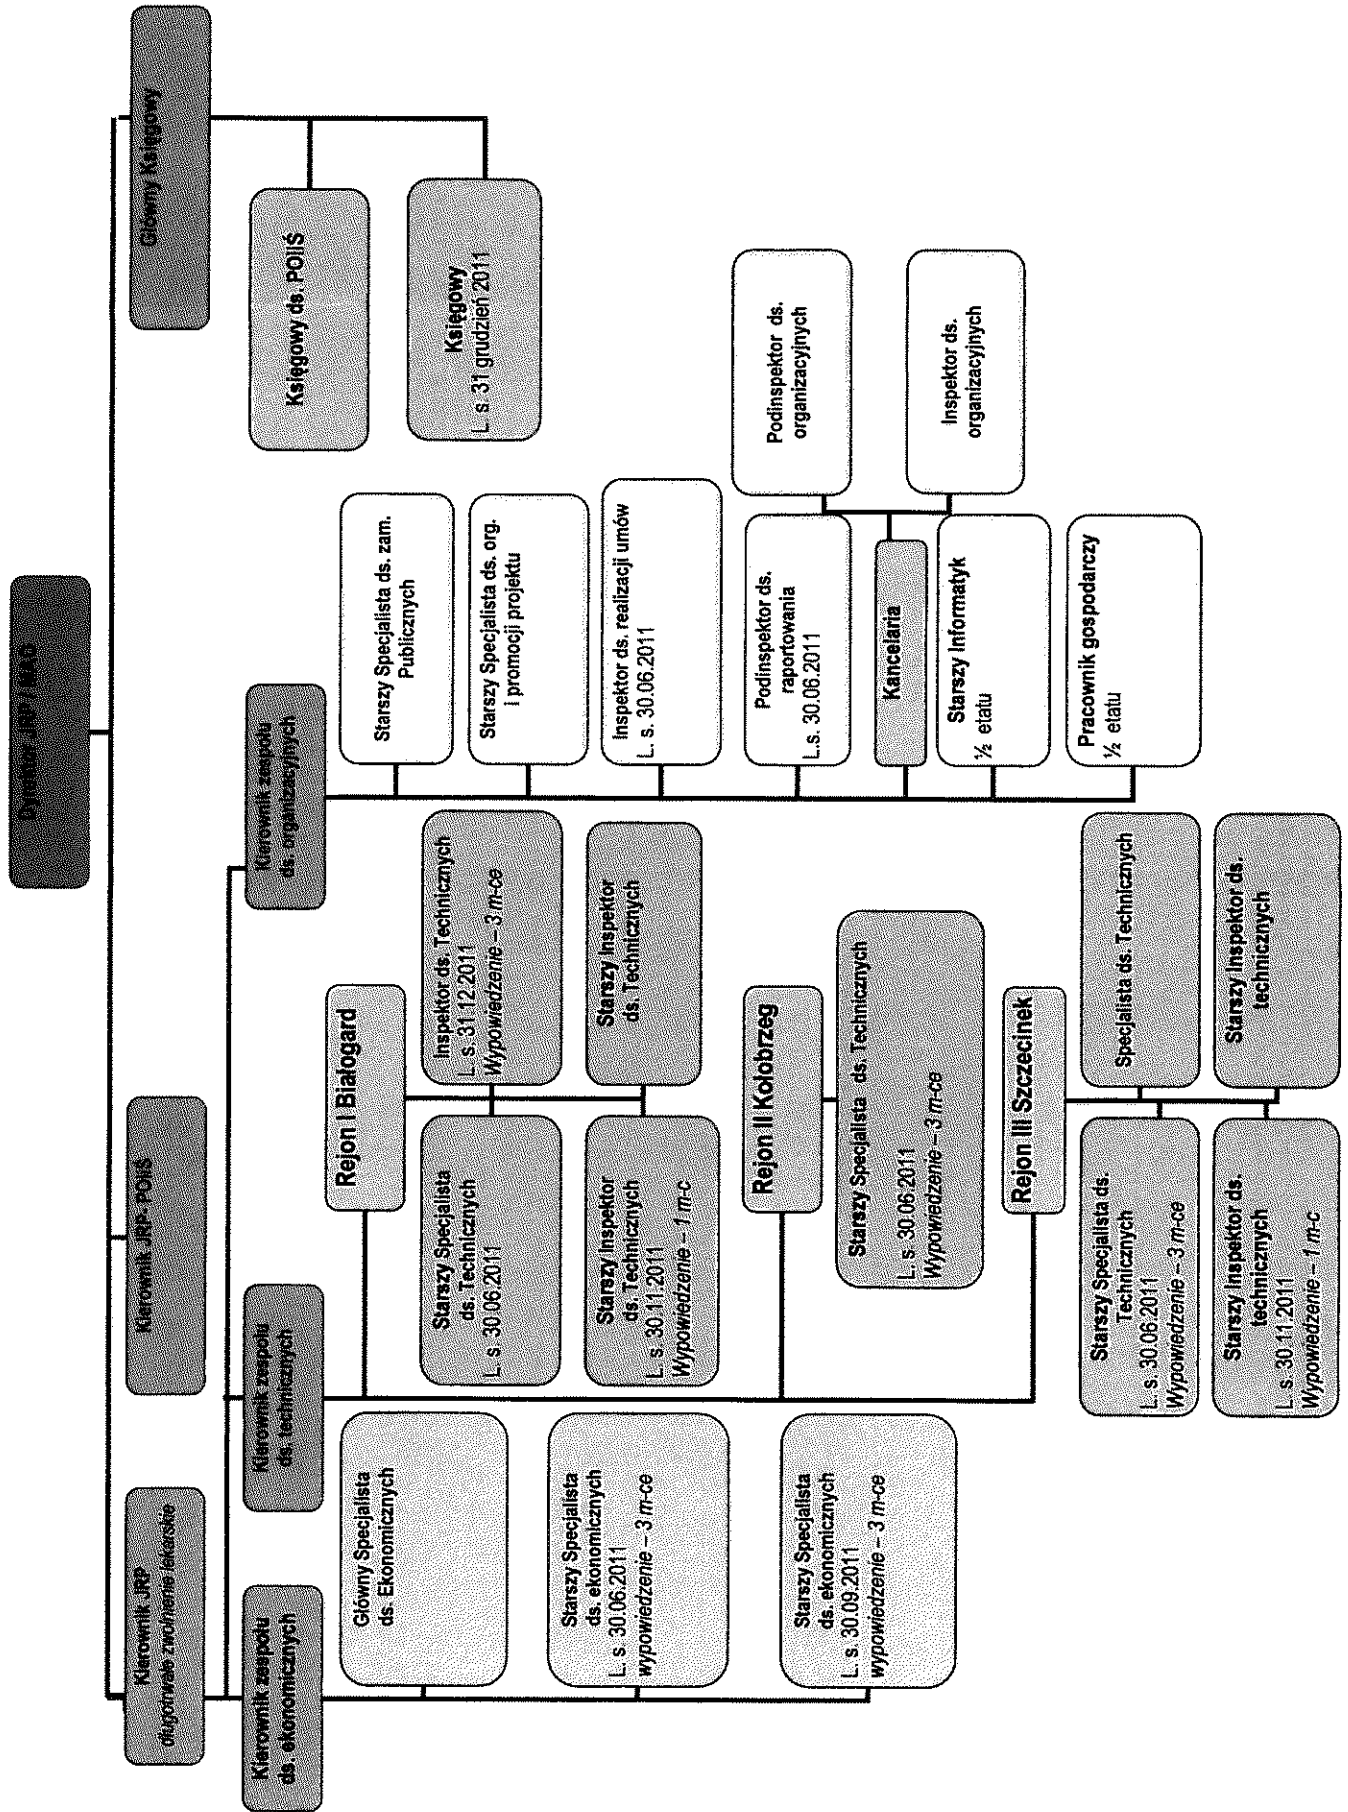 Dyrektor JRP / MAO
Kierownik JRP
długotrwałe zwolnienie lekarskie
Kierownik JRP- POIiŚ
Główny Księgowy
Kierownik zespołu
ds. ekonomicznych
Kierownik zespołu
ds. technicznych
Kierownik zespołu
ds. organizacyjnych
Główny Specjalista
ds. Ekonomicznych
Starszy Specjalista
ds. ekonomicznych
L. s. 30.06.2011
wypowiedzenie – 3 m-ce
Starszy Specjalista
ds. ekonomicznych
L. s. 30.09.2011
wypowiedzenie – 3 m-ce
Rejon I Białogard
Starszy Specjalista
ds. Technicznych
L. s. 30.06.2011
Inspektor ds. Technicznych
L. s. 31.12.2011
Wypowiedzenie – 3 m-ce
Starszy Inspektor
ds. Technicznych
L. s. 30.11.2011
Wypowiedzenie – 1 m-c
Starszy Inspektor
ds. Technicznych
Rejon II Kołobrzeg
Starszy Specjalista ds. Technicznych
L. s. 30.06.2011
Wypowiedzenie – 3 m-ce
Rejon III Szczecinek
Starszy Specjalista ds.
Technicznych
L. s. 30.06.2011
Wypowiedzenie – 3 m-ce
Specjalista ds. Technicznych
Starszy Inspektor ds.
technicznych
L. s. 30.11.2011
Wypowiedzenie – 1 m-c
Starszy Inspektor ds.
technicznych
Starszy Specjalista ds. zam.
Publicznych
Starszy Specjalista ds. org.
i promocji projektu
Inspektor ds. realizacji umów
L. s. 30.06.2011
Podinspektor ds.
raportowania
L.s. 30.06.2011
Kancelaria
Podinspektor ds.
organizacyjnych
Inspektor ds.
organizacyjnych
Starszy Informatyk
½ etatu
Pracownik gospodarczy
½ etatu
Księgowy ds. POIiŚ
Księgowy
L. s. 31 grudzień 2011